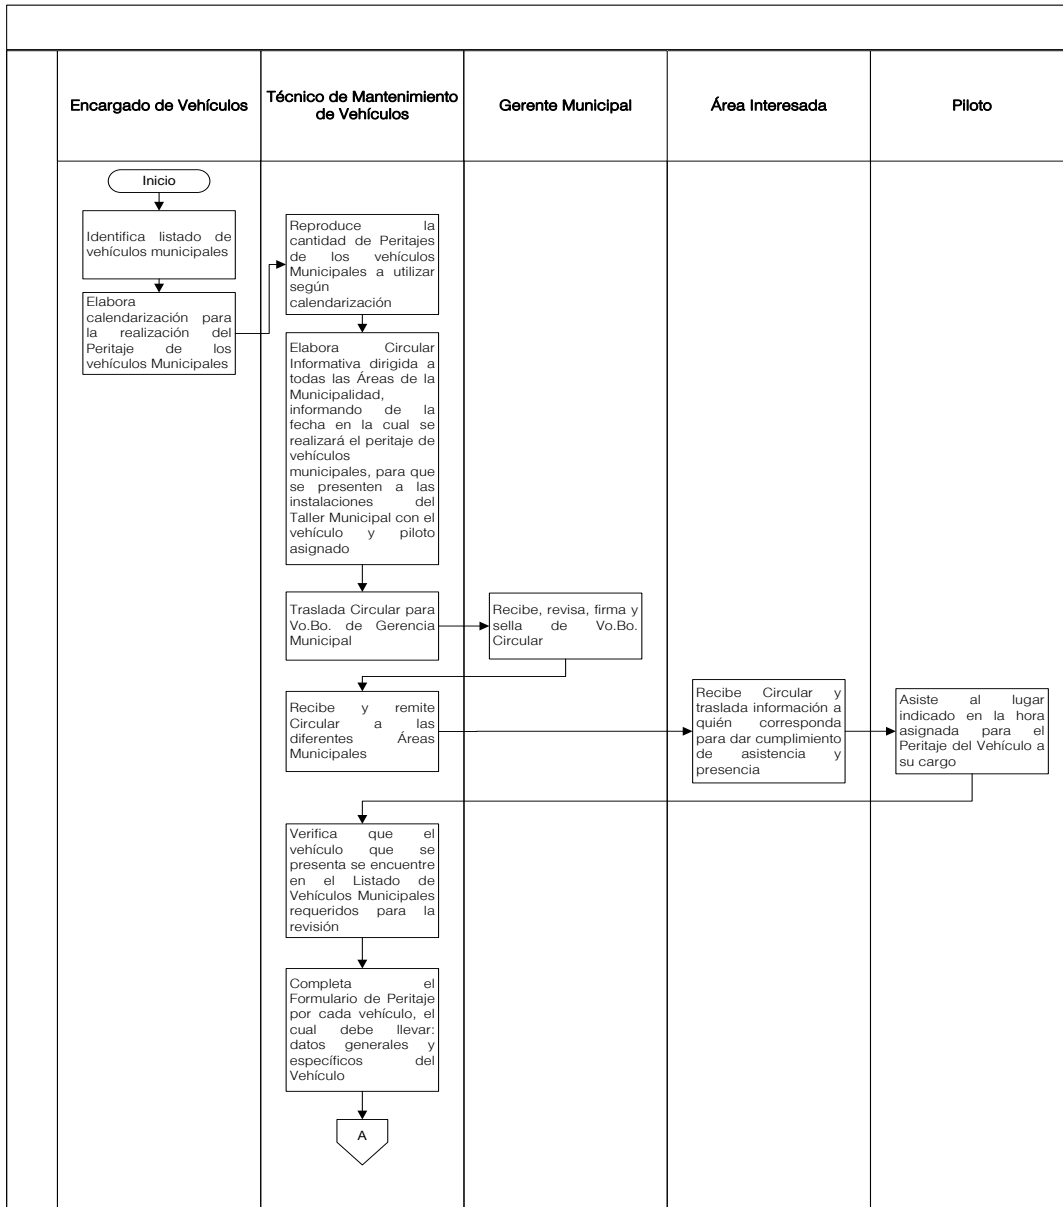 Encargado de Vehículos
Técnico de Mantenimiento
de Vehículos
Gerente Municipal
Área Interesada
Piloto
Inicio
Identifica listado de
vehículos municipales
Elabora
calendarización para
la realización del
Peritaje de los
vehículos Municipales
Reproduce la
cantidad de Peritajes
de los vehículos
Municipales a utilizar
según
calendarización
Elabora Circular
Informativa dirigida a
todas las Áreas de la
Municipalidad,
informando de la
fecha en la cual se
realizará el peritaje de
vehículos
municipales, para que
se presenten a las
instalaciones del
Taller Municipal con el
vehículo y piloto
asignado
Traslada Circular para
Vo.Bo. de Gerencia
Municipal
Recibe, revisa, firma y
sella de Vo.Bo.
Circular
Recibe y remite
Circular a las
diferentes Áreas
Municipales
Recibe Circular y
traslada información a
quién corresponda
para dar cumplimiento
de asistencia y
presencia
Asiste al lugar
indicado en la hora
asignada para el
Peritaje del Vehículo a
su cargo
Verifica que el
vehículo que se
presenta se encuentre
en el Listado de
Vehículos Municipales
requeridos para la
revisión
Completa el
Formulario de Peritaje
por cada vehículo, el
cual debe llevar:
datos generales y
específicos del
Vehículo
A